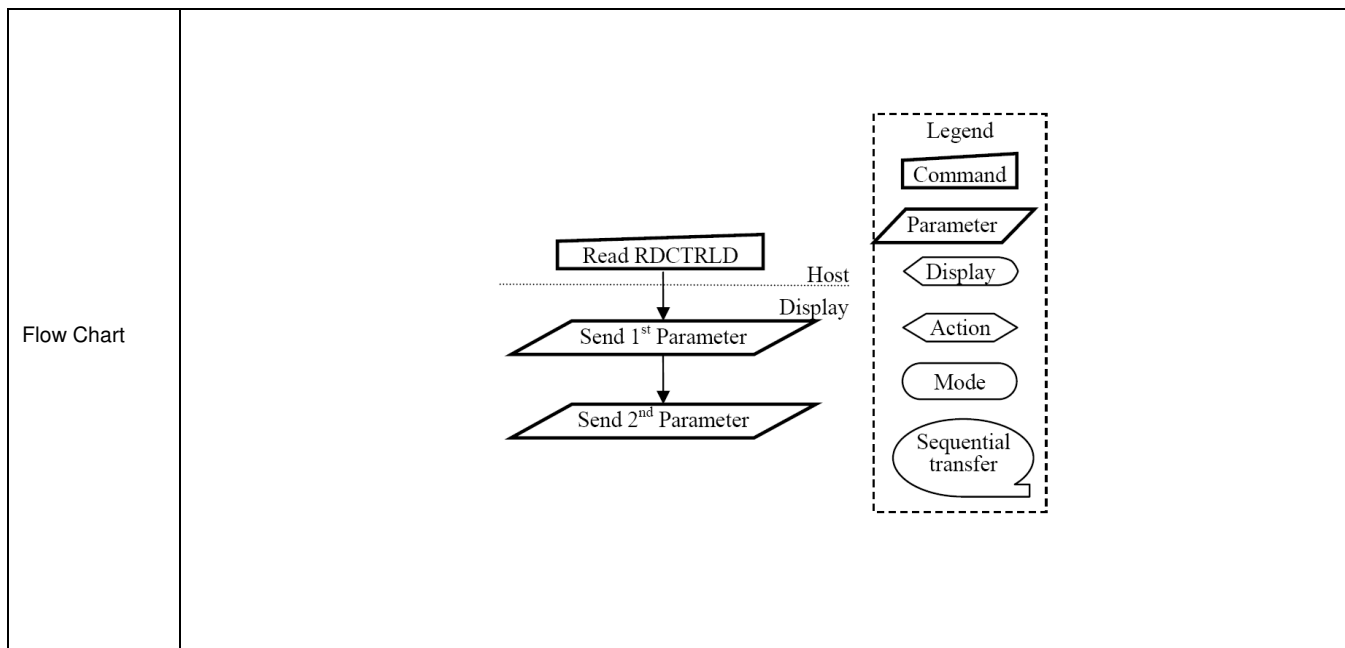 Flow Chart
Read RDCTRLD
Host
Display
Send 1st Parameter
Send 2nd Parameter
Legend
Command
Parameter
Display
Action
Mode
Sequential
transfer